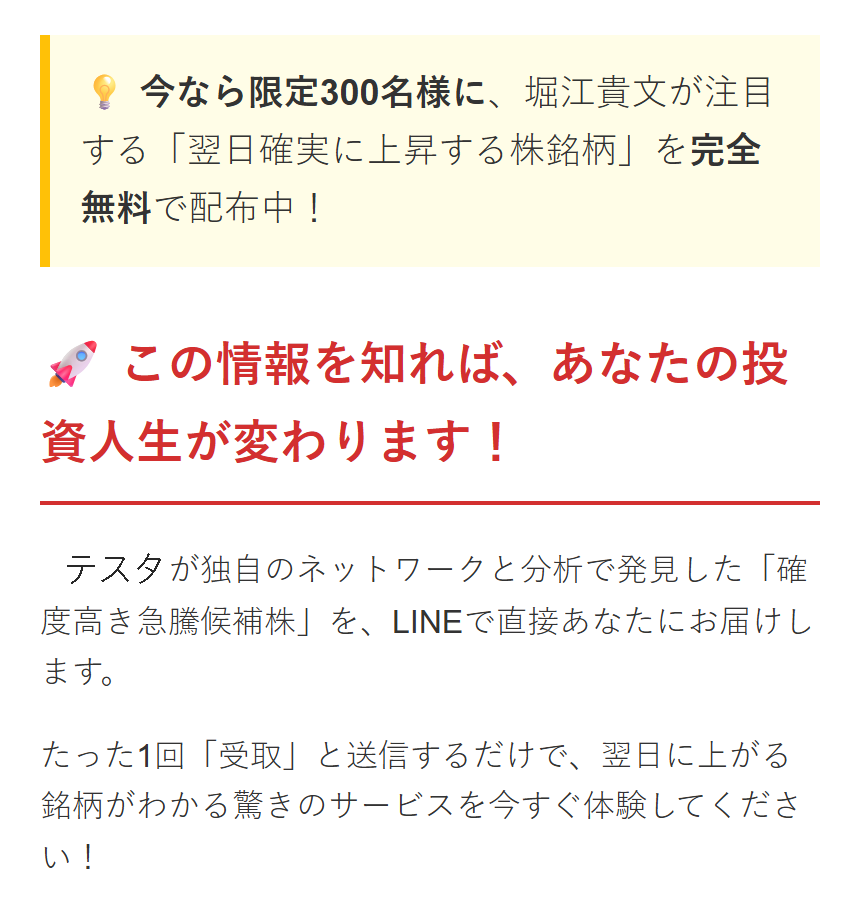 💡 今なら限定300名様に、堀江貴文が注目
する「翌日確実に上昇する株銘柄」を完全
無料で配布中！
🚀 この情報を知れば、あなたの投
資人生が変わります！
テスタが独自のネットワークと分析で発見した「確
度高き急騰候補株」を、LINEで直接あなたにお届けし
ます。
たった1回「受取」と送信するだけで、翌日に上がる
銘柄がわかる驚きのサービスを今すぐ体験してくださ
い！